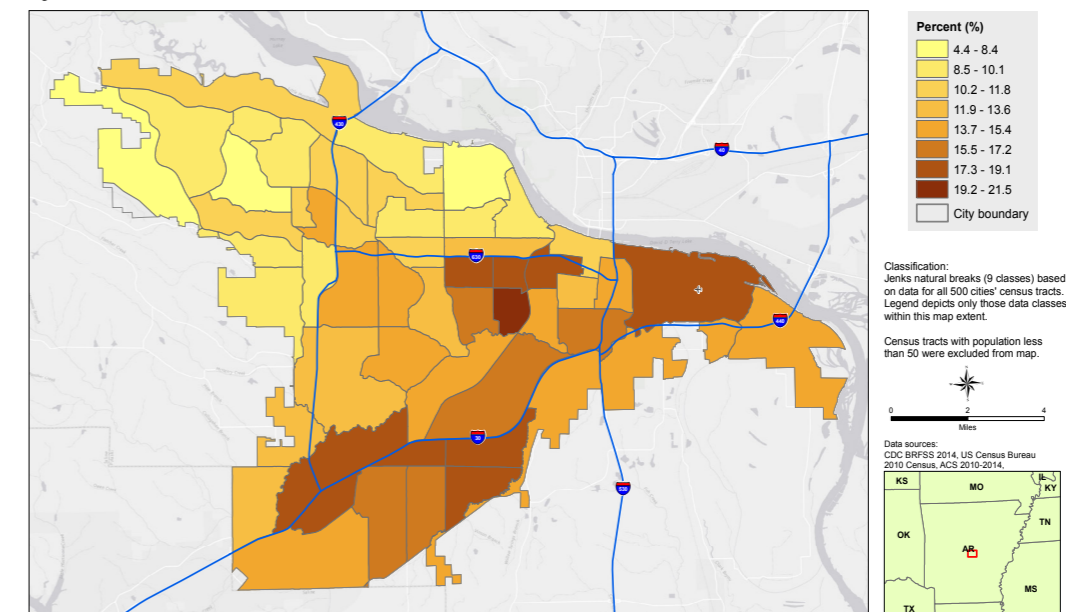 Percent (%)
4.4 - 8.4
8.5 - 10.1
10.2 - 11.8
11.9 - 13.6
13.7 - 15.4
15.5 - 17.2
17.3 - 19.1
19.2 - 21.5
City boundary
430
40
630
440
30
530
Classification:
Jenks natural breaks (9 classes) based
on data for all 500 cities' census tracts.
Legend depicts only those data classes
within this map extent.
Census tracts with population less
than 50 were excluded from map.
0 2 4
Miles
Data sources:
CDC BRFSS 2014, US Census Bureau
2010 Census, ACS 2010-2014,
KS
MO
IL
KY
TN
OK
AR
MS
TX